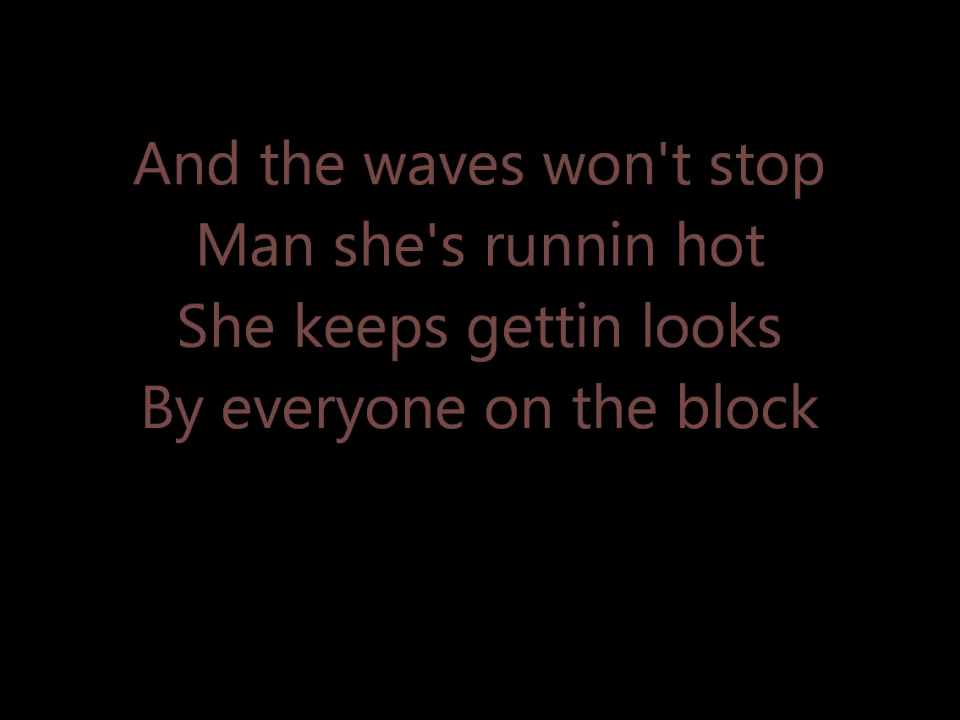 And the waves won't stop
Man she's runnin hot
She keeps gettin looks
By everyone on the block